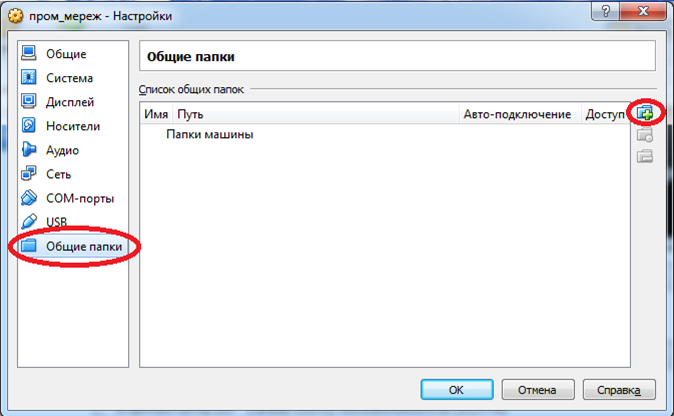 пром_мереж - Настройки
?
Общие
Система
Дисплей
Носители
Аудио
Сеть
COM-порты
USB
Общие папки
Общие папки
Список общих папок
Имя Путь Авто-подключение Доступ
Папки машины
OK Отмена Справка